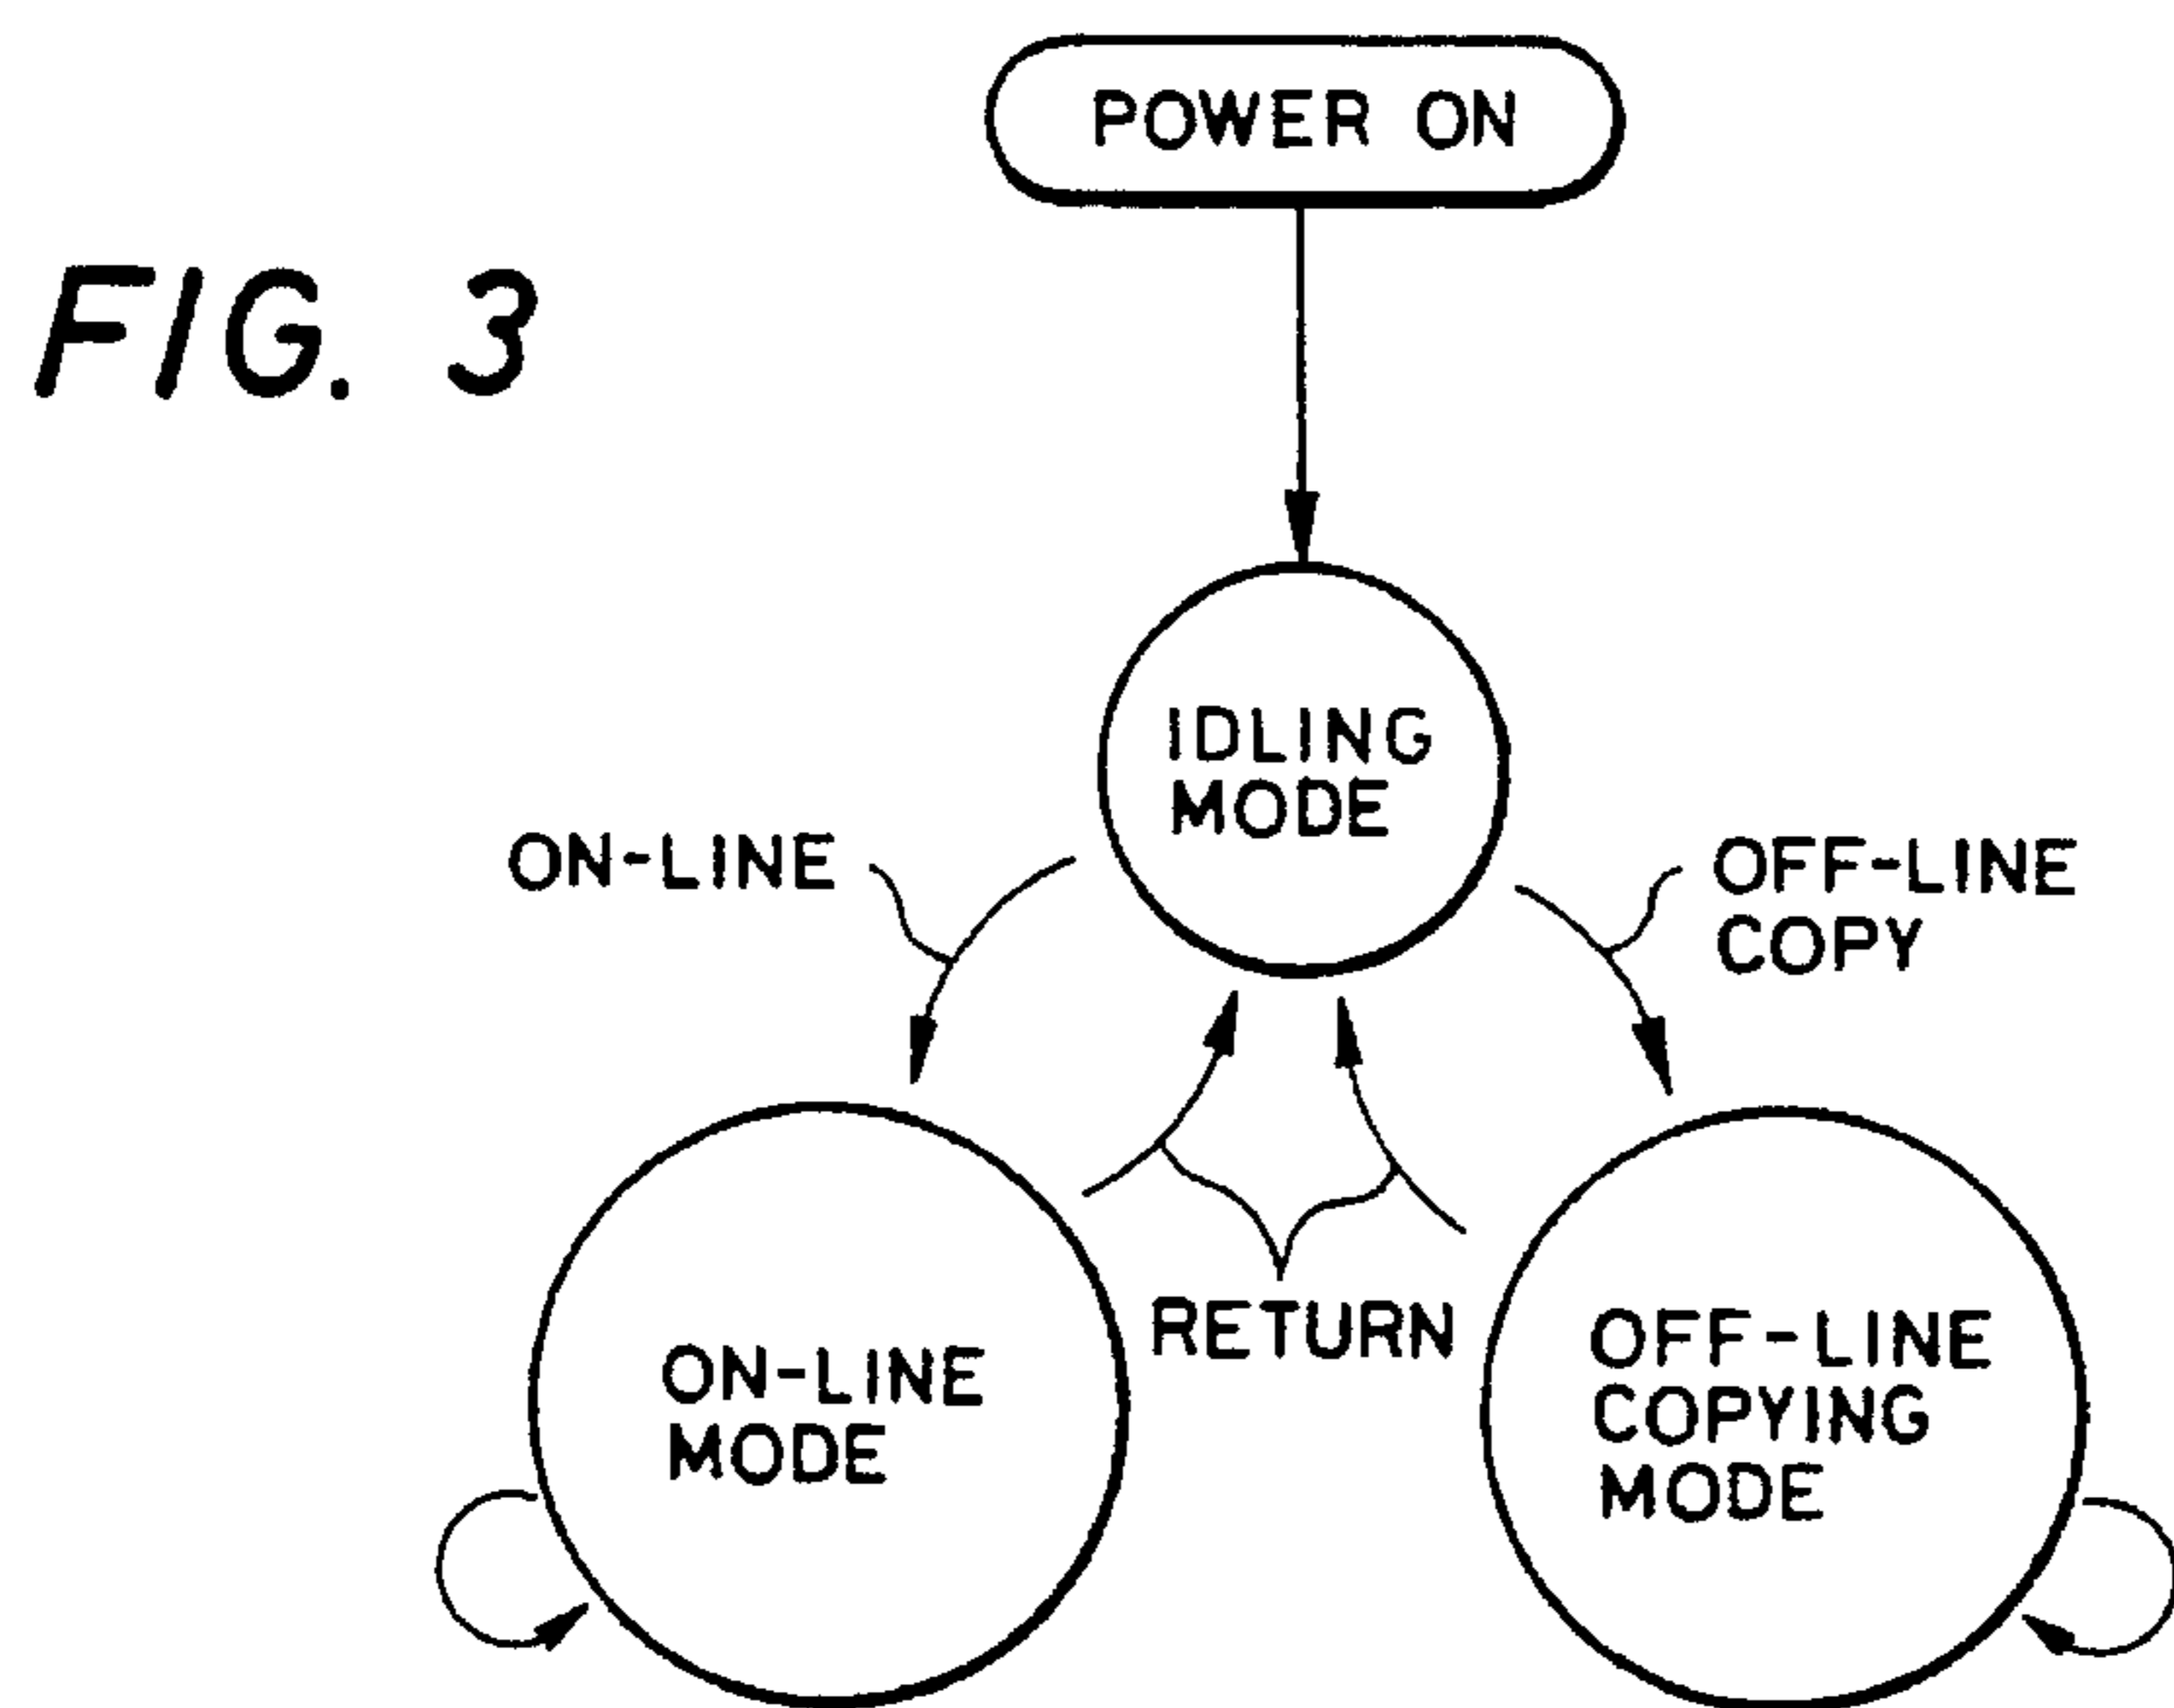 POWER ON
FIG. 3
IDLING
MODE
ON-LINE
OFF-LINE
COPY
RETURN
ON-LINE
MODE
OFF-LINE
COPYING
MODE